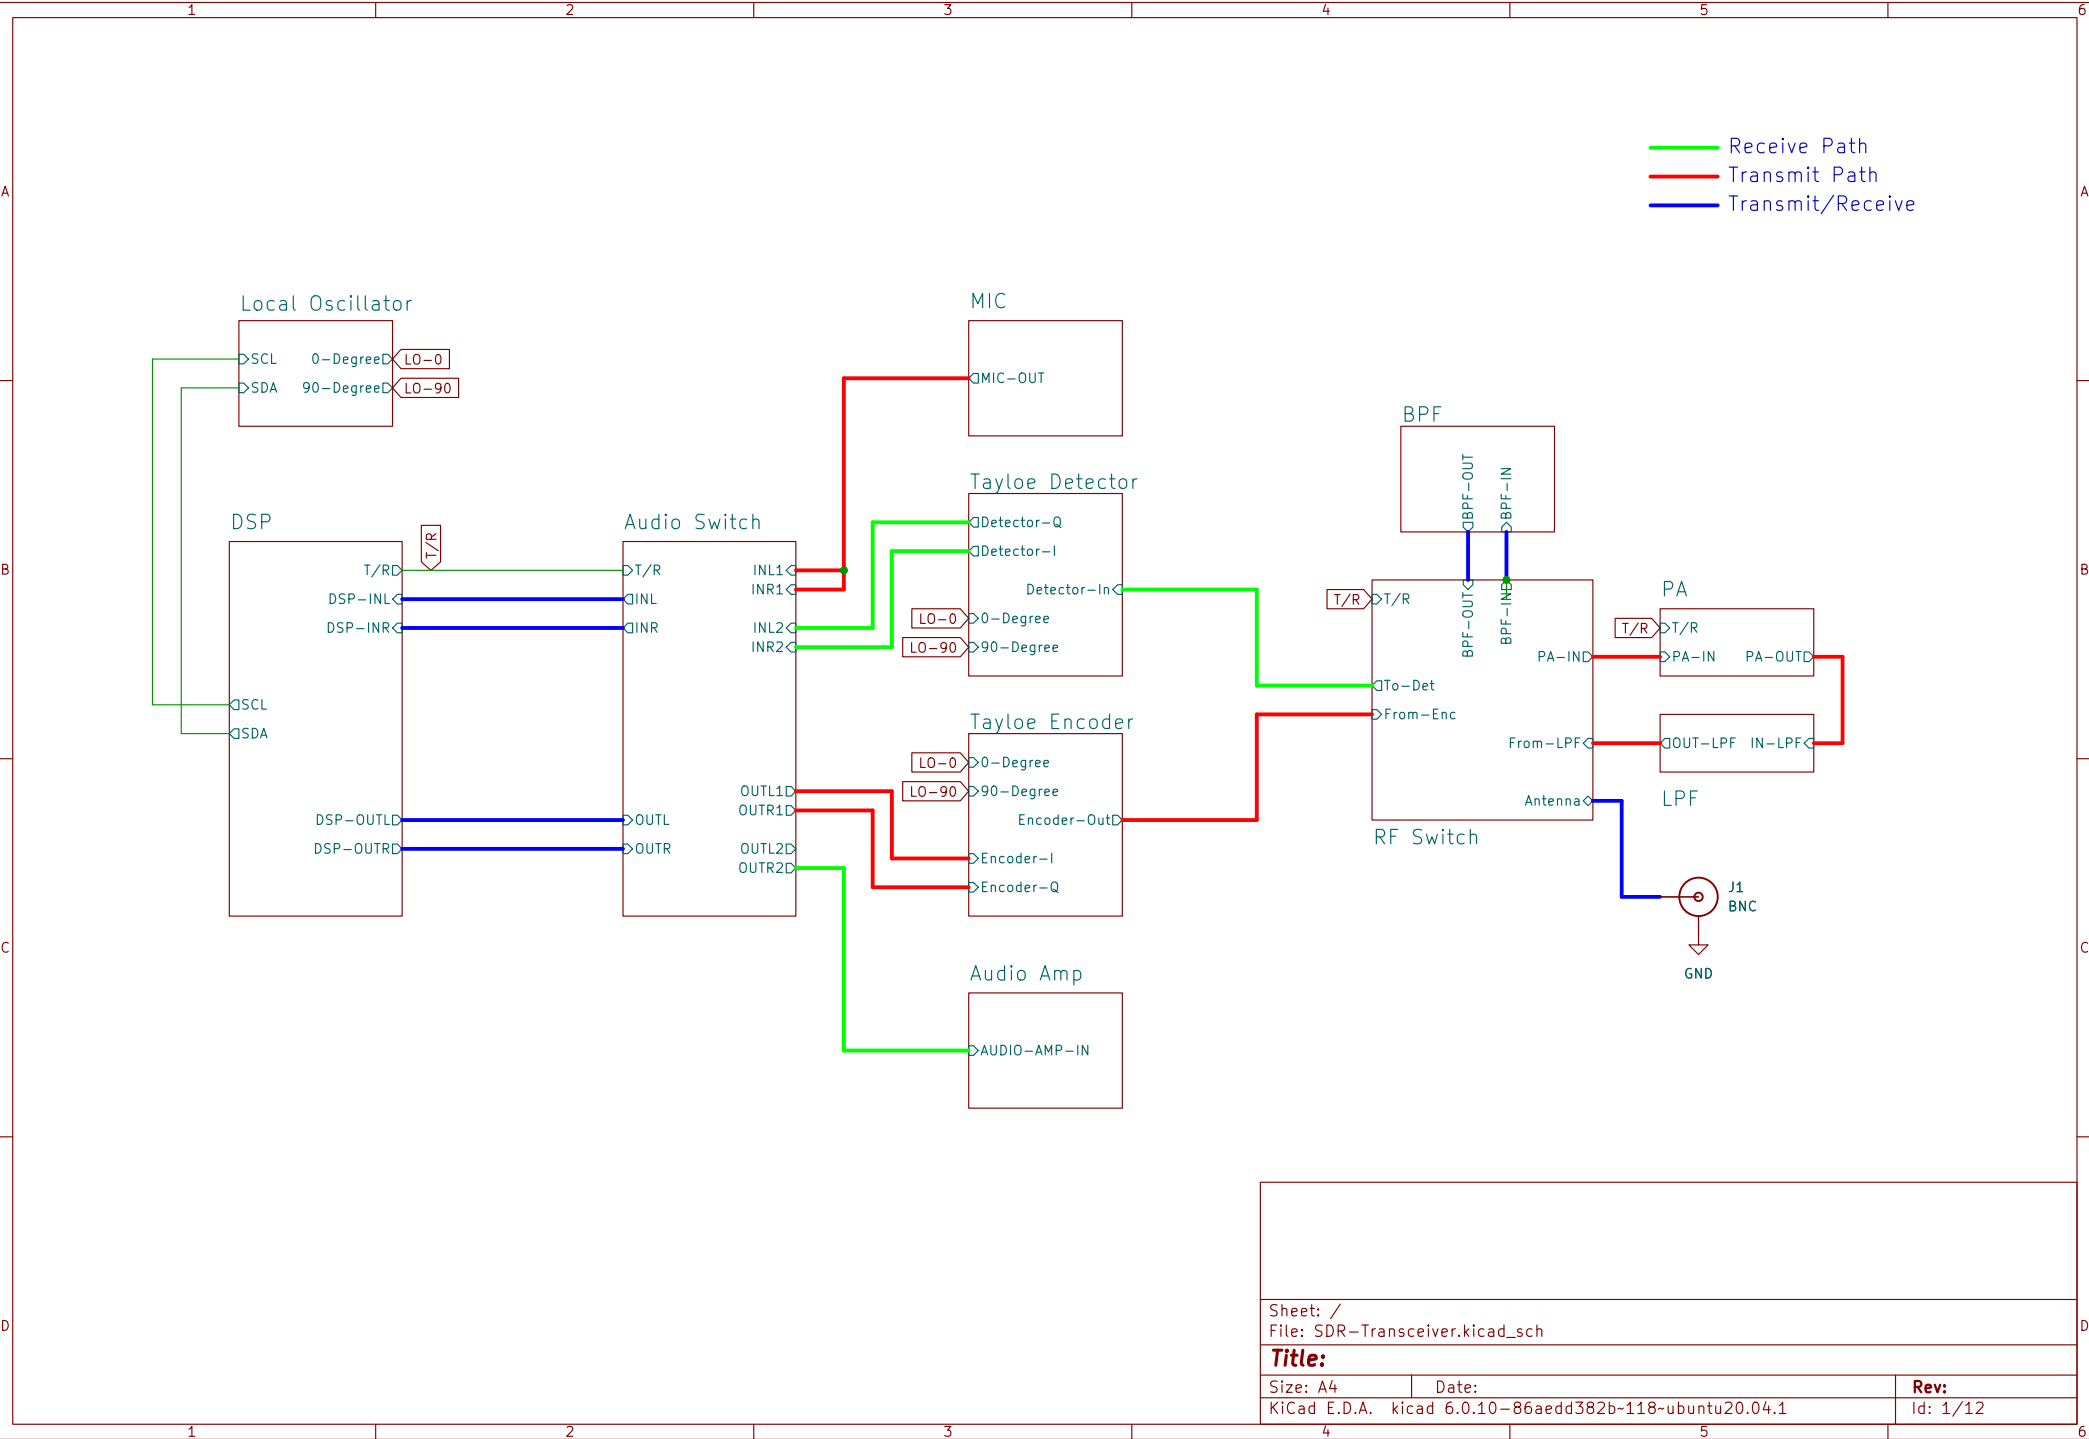 1 2 3 4 5 6
A A
B B
C C
D D
Receive Path
Transmit Path
Transmit/Receive
Local Oscillator
SCL 0-Degree LO-0
SDA 90-Degree LO-90
MIC
MIC-OUT
BPF
BPF-OUT
BPF-IN
Tayloe Detector
Detector-Q
Detector-I
Detector-In
LO-0 0-Degree
LO-90 90-Degree
DSP
T/R
T/R
DSP-INL
DSP-INR
SCL
SDA
DSP-OUTL
DSP-OUTR
Audio Switch
T/R INL1
INR1
INL
INR INL2
INR2
OUTL1
OUTR1
OUTL
OUTR OUTL2
OUTR2
Tayloe Encoder
LO-0 0-Degree
LO-90 90-Degree
Encoder-Out
Encoder-I
Encoder-Q
Audio Amp
AUDIO-AMP-IN
T/R T/R
BPF-OUT
BPF-IN
PA-IN
To-Det
From-Enc
From-LPF
Antenna
RF Switch
PA
T/R T/R
PA-IN PA-OUT
OUT-LPF IN-LPF
LPF
J1
BNC
GND
Sheet: /
File: SDR-Transceiver.kicad_sch
Title:
Size: A4 Date: Rev:
KiCad E.D.A. kicad 6.0.10-86aedd382b~118~ubuntu20.04.1 Id: 1/12
1 2 3 4 5 6